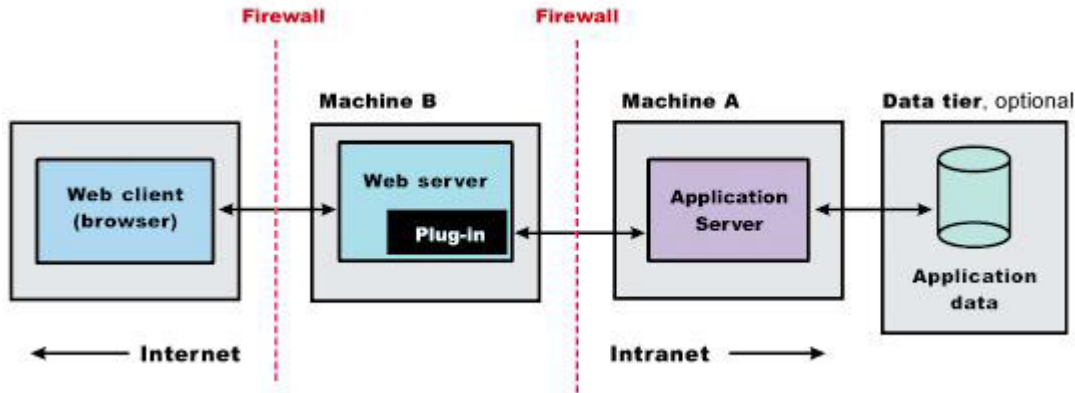 Firewall
Firewall
Machine B
Machine A
Data tier, optional
Web client
(browser)
Web server
Plug-in
Application
Server
Application
data
Internet
Intranet